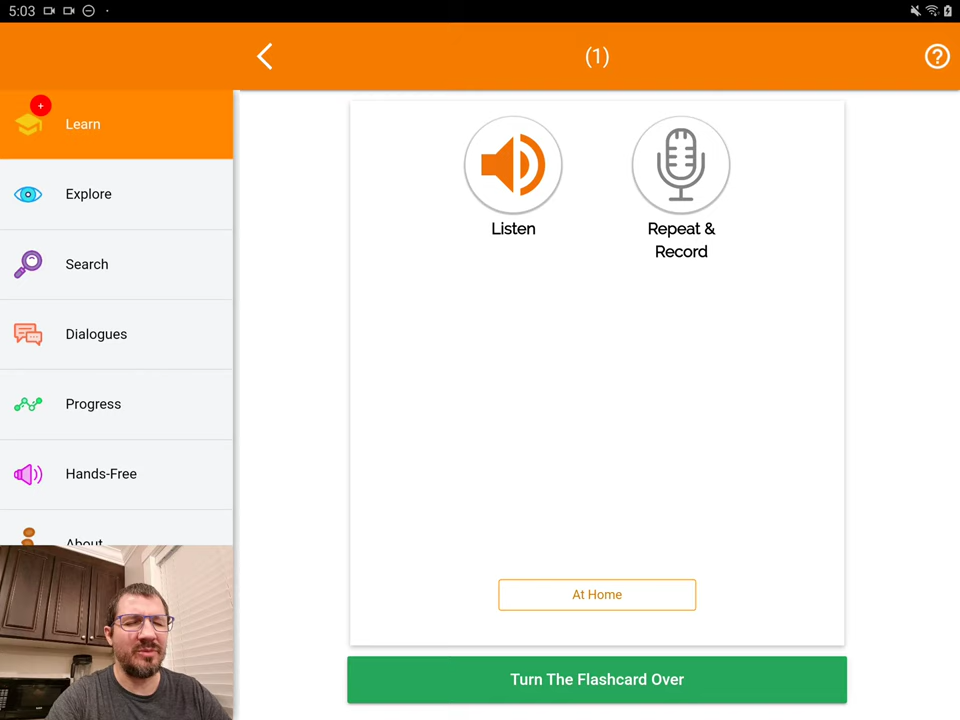 5:03
(1)
Learn
Explore
Search
Dialogues
Progress
Hands-Free
About
Listen
Repeat &
Record
At Home
Turn The Flashcard Over